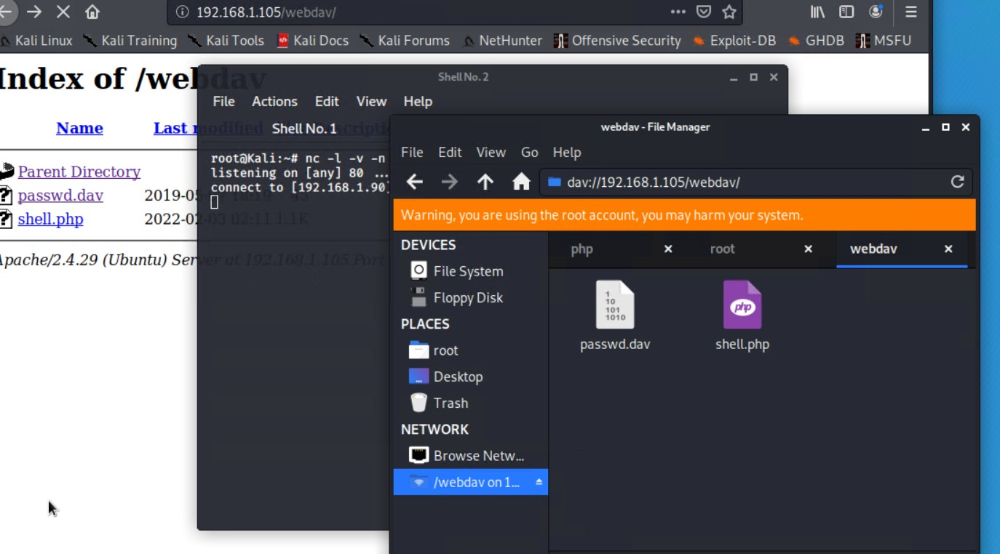 192.168.1.105/webdav/
Kali Linux Kali Training Kali Tools Kali Docs Kali Forums NetHunter Offensive Security Exploit-DB GHDB MSFU
Index of /webdav
Name Last modified
Parent Directory
passwd.dav 2019-05
shell.php 2022-02-03 02:11 1.1K
Apache/2.4.29 (Ubuntu) Server at 192.168.1.105 Port
Shell No. 2
File Actions Edit View Help
Shell No. 1
root@Kali:~# nc -l -v -n
listening on [any] 80 ...
connect to [192.168.1.90]
webdav - File Manager
File Edit View Go Help
dav://192.168.1.105/webdav/
Warning, you are using the root account, you may harm your system.
DEVICES
File System
Floppy Disk
PLACES
root
Desktop
Trash
NETWORK
Browse Netw...
/webdav on 1...
php root webdav
1
10
101
1010
php
passwd.dav shell.php